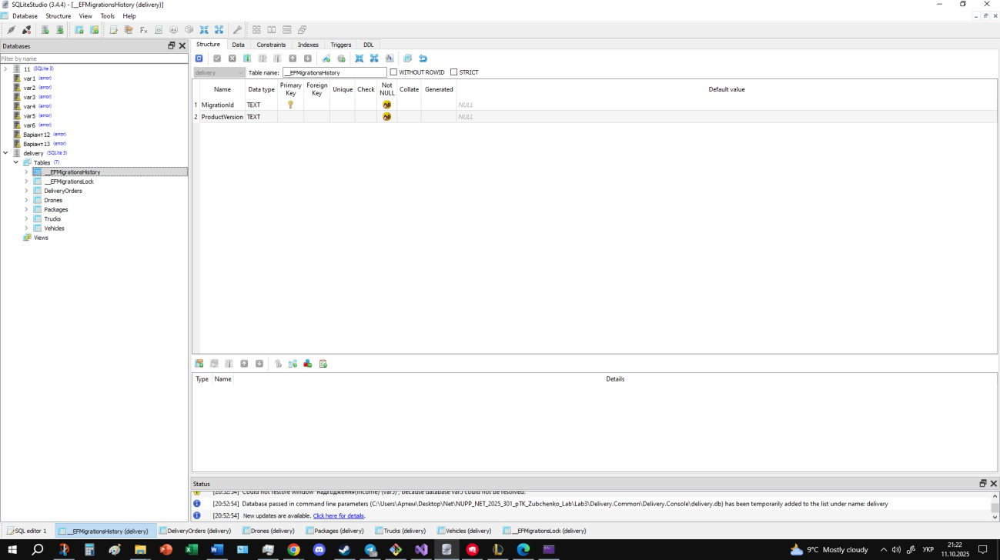 SQLiteStudio (3.4.4) - [__EFMigrationsHistory (delivery)]
Database Structure View Tools Help
Databases
Filter by name
11 (SQLite 3)
var1 (error)
var2 (error)
var3 (error)
var4 (error)
var5 (error)
var6 (error)
Варіант12 (error)
Варіант13 (error)
delivery (SQLite 3)
Tables (7)
__EFMigrationsHistory
__EFMigrationsLock
DeliveryOrders
Drones
Packages
Trucks
Vehicles
Views
Structure Data Constraints Indexes Triggers DDL
delivery Table name: __EFMigrationsHistory WITHOUT ROWID STRICT
Name Data type Primary Key Foreign Key Unique Check Not NULL Collate Generated Default value
1 MigrationId TEXT NULL
2 ProductVersion TEXT NULL
Type Name Details
Status
[20:52:54] Could not restore window 'Надходження(Income) (var5)', because database var5 could not be resolved.
[20:52:54] Database passed in command line parameters (C:\Users\Артем\Desktop\Net\NUPP_NET_2025_301_pTK_Zubchenko_Lab\Lab3\Delivery.Common\Delivery.Console\delivery.db) has been temporarily added to the list under name: delivery
[20:52:54] New updates are available. Click here for details.
SQL editor 1 __EFMigrationsHistory (delivery) DeliveryOrders (delivery) Drones (delivery) Packages (delivery) Trucks (delivery) Vehicles (delivery) __EFMigrationsLock (delivery)
9°C Mostly cloudy УКР 21:22
11.10.2025